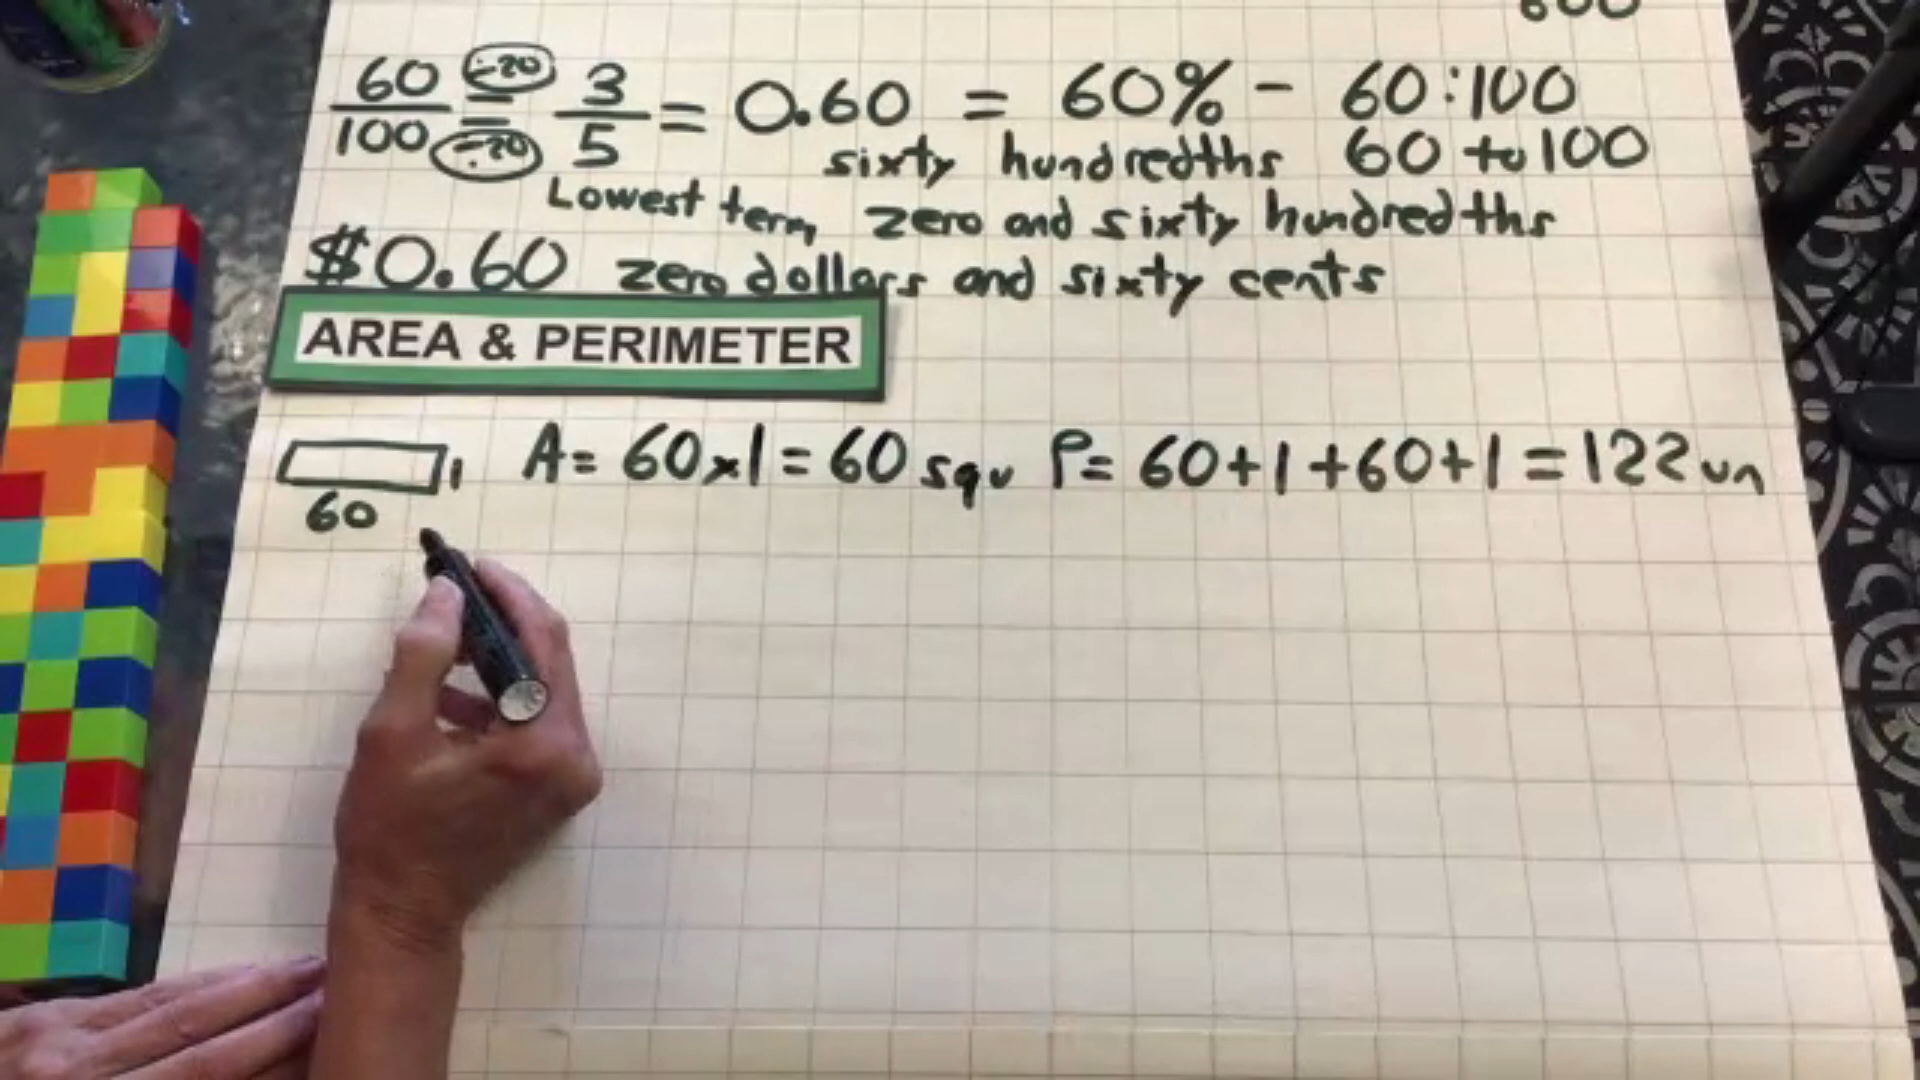 600
60/100 ÷20 = ÷20 3/5 = 0.60 = 60% - 60:100
sixty hundredths 60 to 100
Lowest term, zero and sixty hundredths
$0.60 zero dollars and sixty cents
AREA & PERIMETER
1 A= 60x1=60 squ P= 60+1+60+1=122un
60